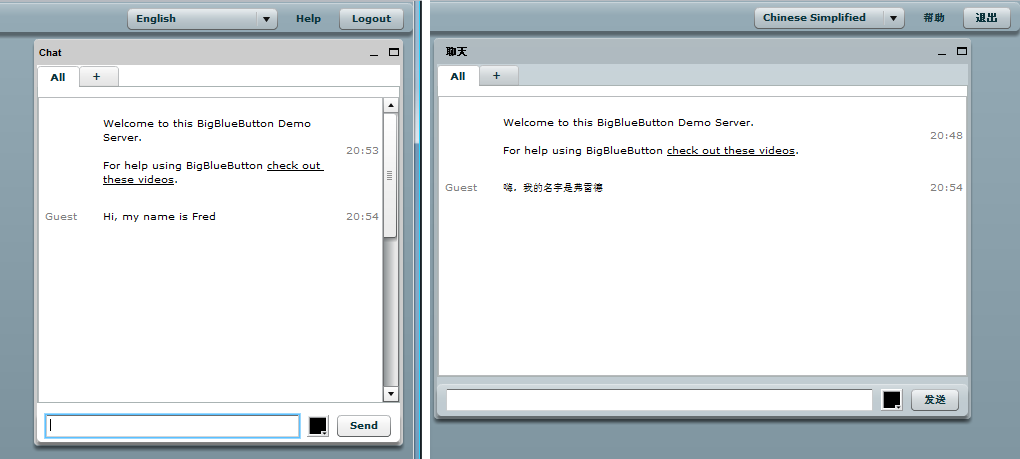 English
Help
Logout
Chat
All
+
Welcome to this BigBlueButton Demo
Server.
20:53
For help using BigBlueButton check out
these videos.
Guest
Hi, my name is Fred
20:54
Send
Chinese Simplified
帮助
退出
聊天
All
+
Welcome to this BigBlueButton Demo Server.
20:48
For help using BigBlueButton check out these videos.
Guest
嗨，我的名字是弗雷德
20:54
发送